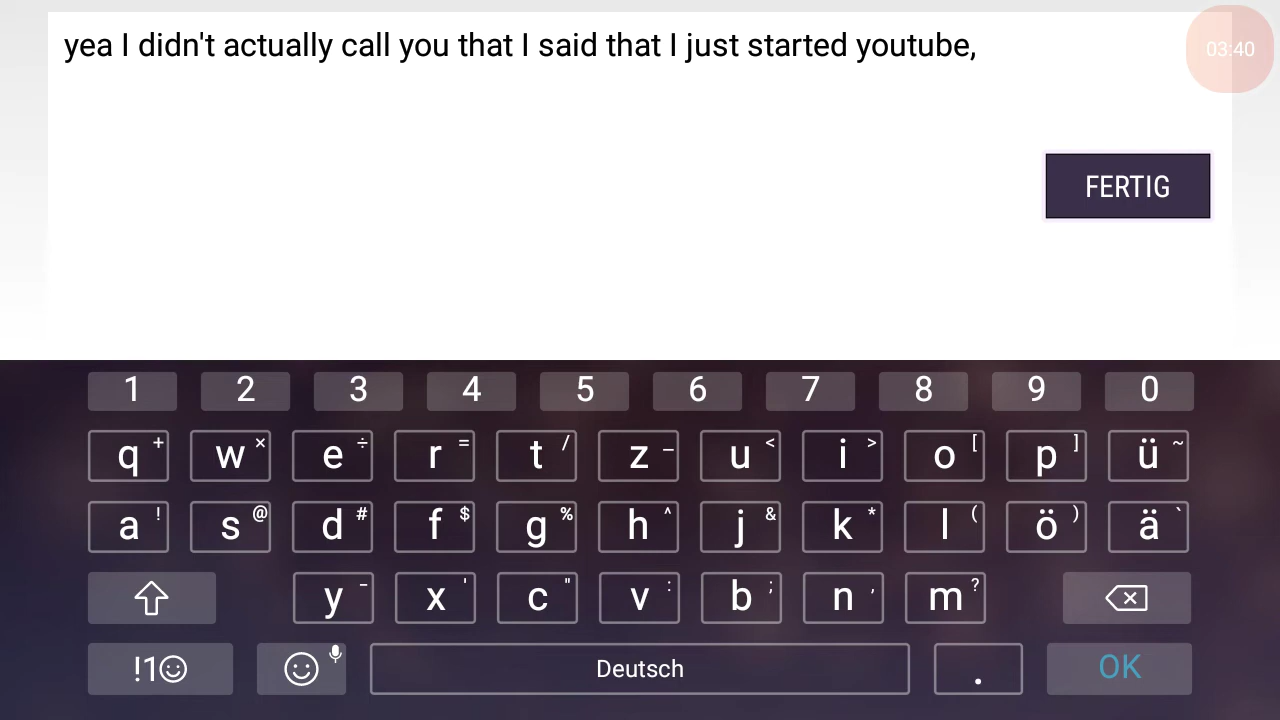 yea I didn't actually call you that I said that I just started youtube,
03:40
FERTIG
1 2 3 4 5 6 7 8 9 0
q + w × e ÷ r = t / z _ u < i > o [ p ] ü ~
a ! s @ d # f $ g % h ^ j & k * l ( ö ) ä `
y - x ' c " v : b ; n , m ?
!1☺ Deutsch . OK